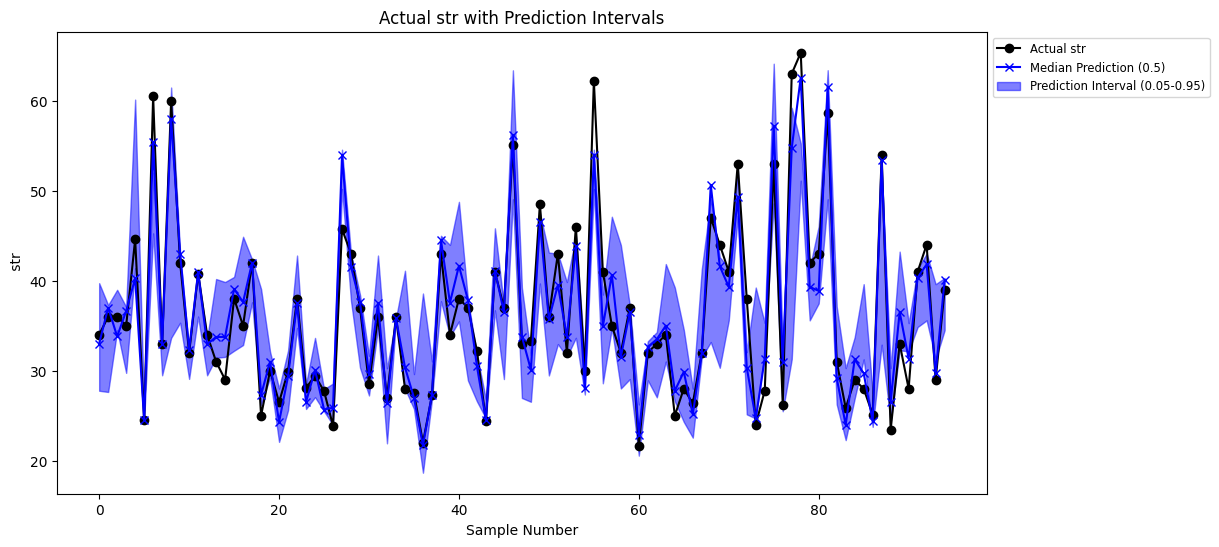 Actual str with Prediction Intervals
Actual str
Median Prediction (0.5)
Prediction Interval (0.05-0.95)
str
60
50
40
30
20
0 20 40 60 80
Sample Number